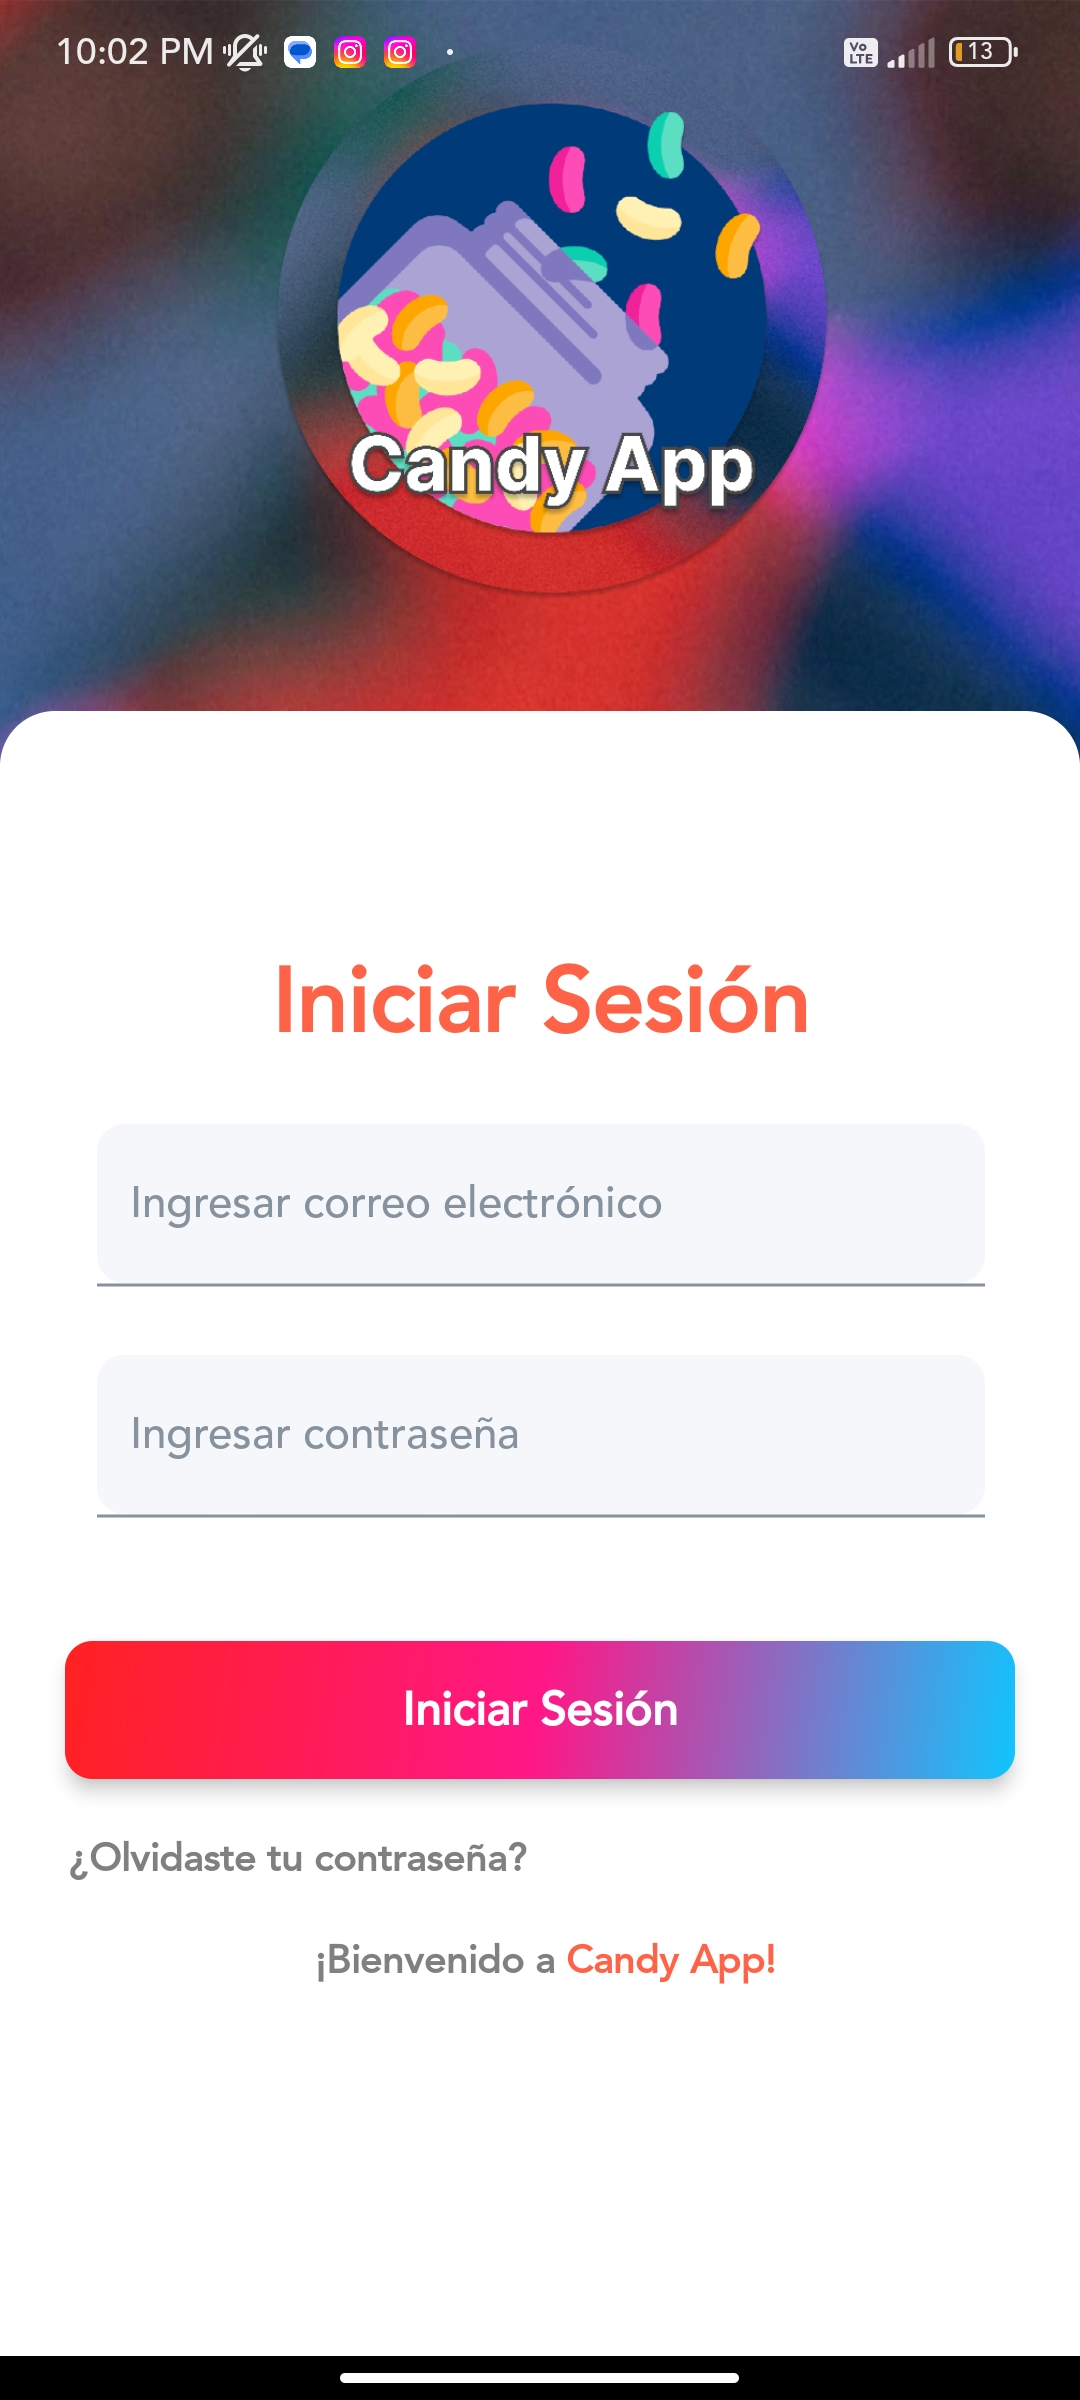 10:02 PM Vo LTE 13
Candy App
Iniciar Sesión
Ingresar correo electrónico
Ingresar contraseña
Iniciar Sesión
¿Olvidaste tu contraseña?
¡Bienvenido a Candy App!